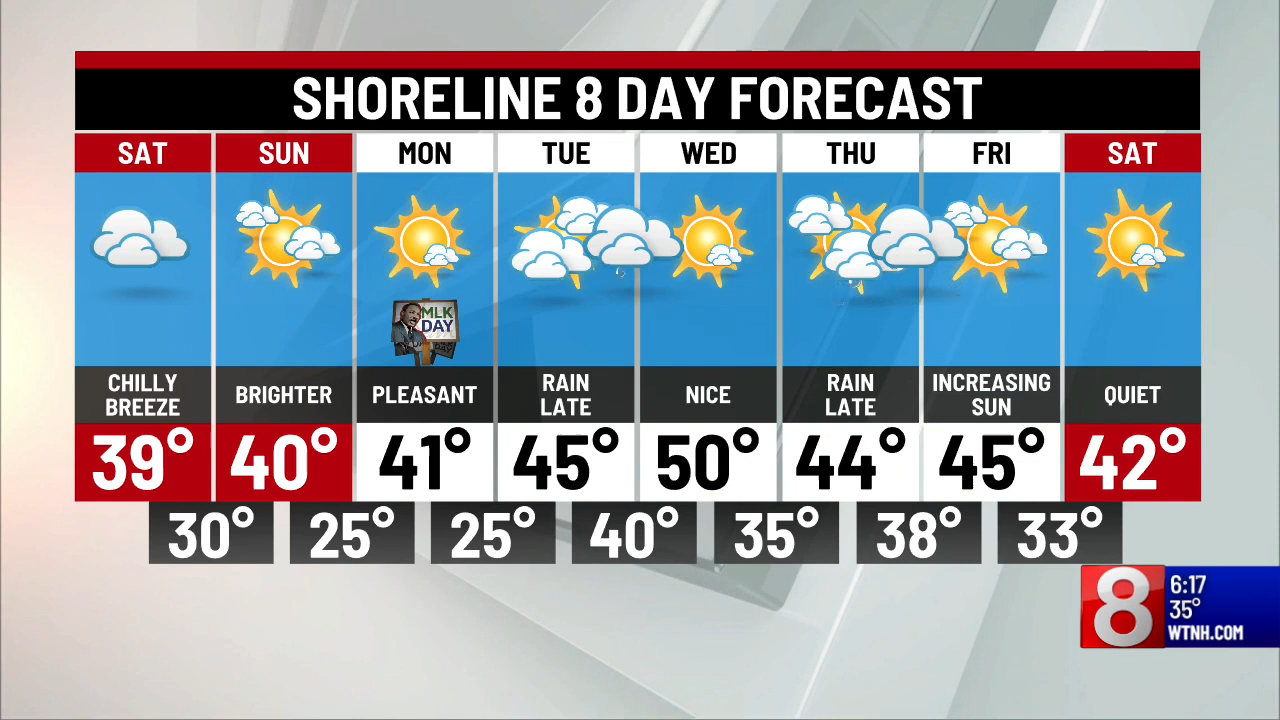 SHORELINE 8 DAY FORECAST
SAT SUN MON TUE WED THU FRI SAT
MLK
DAY
CHILLY
BREEZE
BRIGHTER
PLEASANT
RAIN
LATE
NICE
RAIN
LATE
INCREASING
SUN
QUIET
39° 40° 41° 45° 50° 44° 45° 42°
30° 25° 25° 40° 35° 38° 33°
8
6:17
35°
WTNH.COM